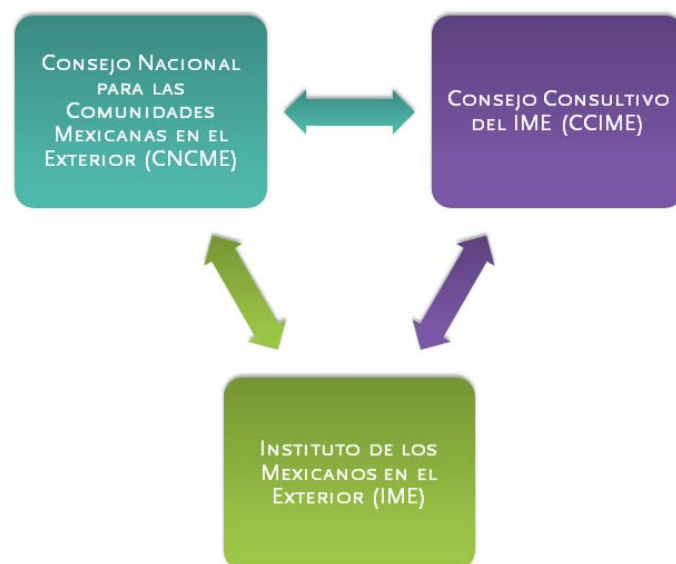 CONSEJO NACIONAL
PARA LAS
COMUNIDADES
MEXICANAS EN EL
EXTERIOR (CNCME)
CONSEJO CONSULTIVO
DEL IME (CCIME)
INSTITUTO DE LOS
MEXICANOS EN EL
EXTERIOR (IME)